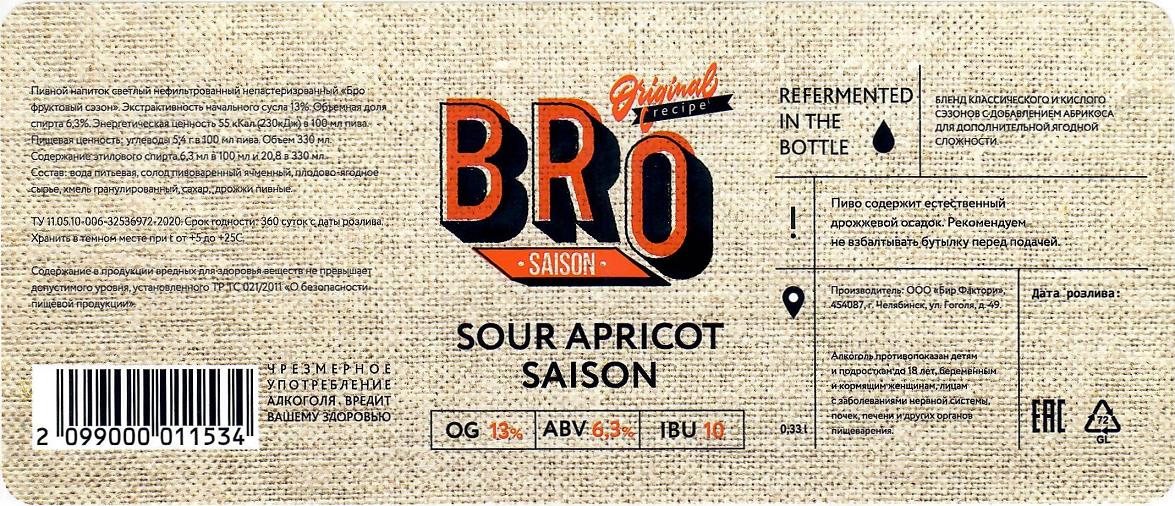 Пивной напиток светлый нефильтрованный непастеризованный «Бро
фруктовый сэзон». Экстрактивность начального сусла 13%. Объемная доля
спирта 6,3%. Энергетическая ценность 55 кКал (230кДж) в 100 мл пива.
Пищевая ценность: углеводы 5,4 г в 100 мл пива. Объем 330 мл.
Содержание этилового спирта 6,3 мл в 100 мл и 20,8 в 330 мл.
Состав: вода питьевая, солод пивоваренный ячменный, плодово-ягодное
сырье, хмель гранулированный, сахар, дрожжи пивные.
ТУ 11.05.10-006-32536972-2020. Срок годности: 360 суток с даты розлива.
Хранить в темном месте при t от +5 до +25С.
Содержание в продукции вредных для здоровья веществ не превышает
допустимого уровня, установленного ТР ТС 021/2011 «О безопасности
пищевой продукции»
2 099000 011534
ЧРЕЗМЕРНОЕ
УПОТРЕБЛЕНИЕ
АЛКОГОЛЯ ВРЕДИТ
ВАШЕМУ ЗДОРОВЬЮ
Original
recipe
BRO
· SAISON ·
SOUR APRICOT
SAISON
OG 13% ABV 6,3% IBU 10
REFERMENTED
IN THE
BOTTLE
БЛЕНД КЛАССИЧЕСКОГО И КИСЛОГО
СЭЗОНОВ С ДОБАВЛЕНИЕМ АБРИКОСА
ДЛЯ ДОПОЛНИТЕЛЬНОЙ ЯГОДНОЙ
СЛОЖНОСТИ.
!
Пиво содержит естественный
дрожжевой осадок. Рекомендуем
не взбалтывать бутылку перед подачей.
Производитель: ООО «Бир Фактори»,
454087, г. Челябинск, ул. Гоголя, д. 49.
Дата розлива:
Алкоголь противопоказан детям
и подросткам до 18 лет, беременным
и кормящим женщинам, лицам
с заболеваниями нервной системы,
почек, печени и других органов
пищеварения.
0,33 l
EAC
72
GL